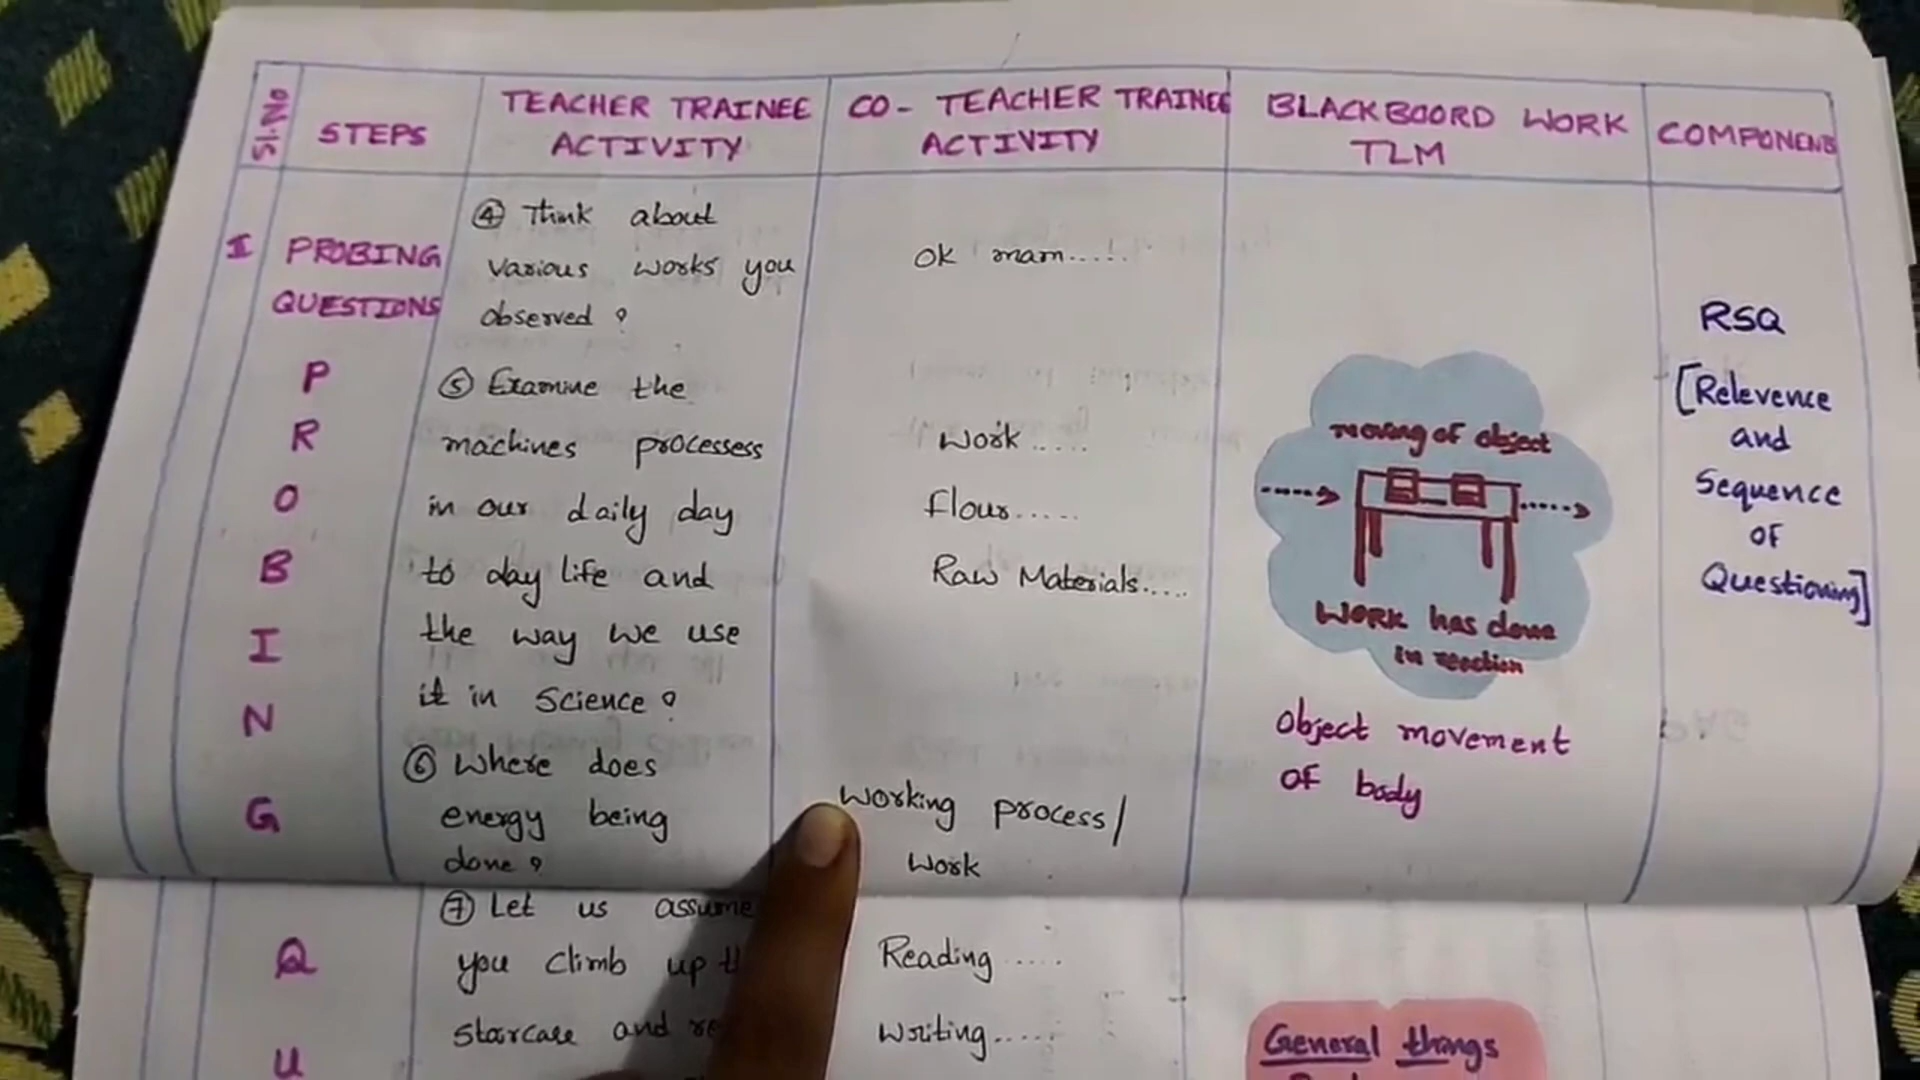 Sl.No
STEPS
TEACHER TRAINEE
ACTIVITY
CO - TEACHER TRAINEE
ACTIVITY
BLACKBOORD WORK
TLM
COMPONENTS
I PROBING
QUESTIONS
P
R
O
B
I
N
G
Q
U
④ Think about
various works you
observed ?
⑤ Examine the
machines processess
in our daily day
to day life and
the way we use
it in Science ?
⑥ Where does
energy being
done ?
⑦ Let us assume
you climb up
staircase and
Ok mam.....!
Work.....
flour.....
Raw Materials.....
Working process/
Work
Reading .....
Writing.....
moving of object
WORK has done
in reaction
Object movement
of body
General things
RSQ
[Relevence
and
Sequence
of
Questioning]